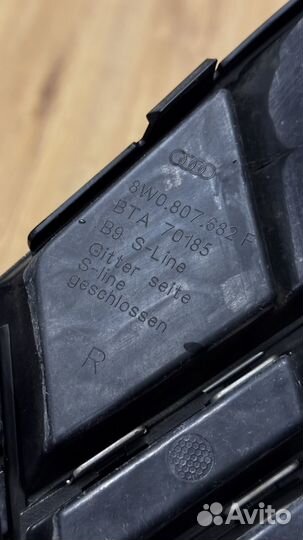 8W0.807.682 F
BTA 70185
B9 S-Line
Gitter seite
S-line
geschlossen
R
Avito